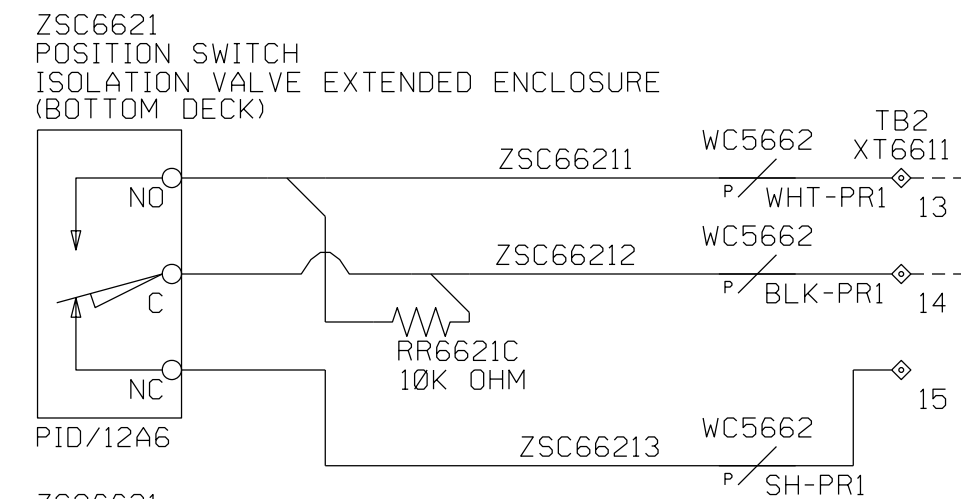 ZSC6621
POSITION SWITCH
ISOLATION VALVE EXTENDED ENCLOSURE
(BOTTOM DECK)
TB2
XT6611
ZSC66211
WC5662
P
WHT-PR1
13
NO
ZSC66212
WC5662
P
BLK-PR1
14
C
RR6621C
10K OHM
NC
15
PID/12A6
ZSC66213
WC5662
P
SH-PR1